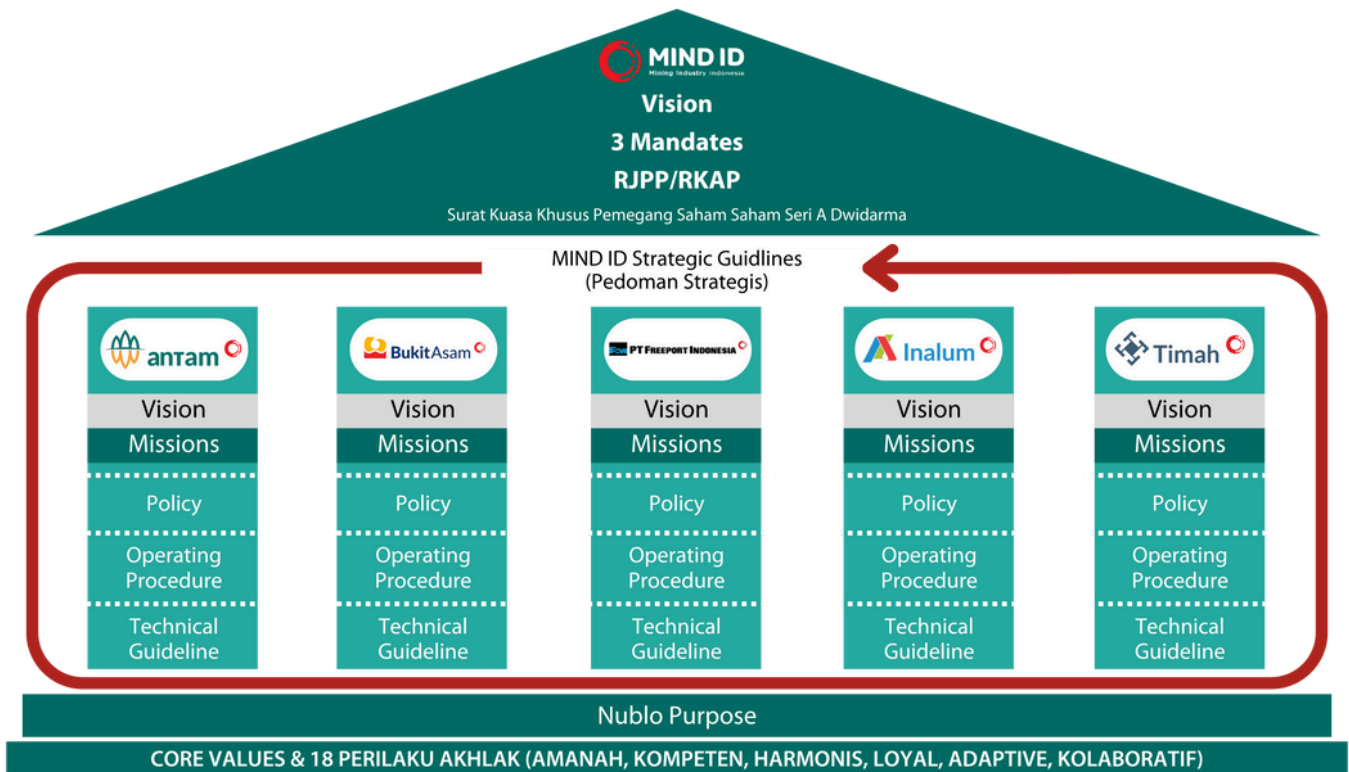 MIND ID
Mining Industry Indonesia
Vision
3 Mandates
RJPP/RKAP
Surat Kuasa Khusus Pemegang Saham Saham Seri A Dwidarma
MIND ID Strategic Guidlines
(Pedoman Strategis)
anTam
Vision
Missions
Policy
Operating
Procedure
Technical
Guideline
BukitAsam
Vision
Missions
Policy
Operating
Procedure
Technical
Guideline
PT FREEPORT INDONESIA
Vision
Missions
Policy
Operating
Procedure
Technical
Guideline
Inalum
Vision
Missions
Policy
Operating
Procedure
Technical
Guideline
Timah
Vision
Missions
Policy
Operating
Procedure
Technical
Guideline
Nublo Purpose
CORE VALUES & 18 PERILAKU AKHLAK (AMANAH, KOMPETEN, HARMONIS, LOYAL, ADAPTIVE, KOLABORATIF)